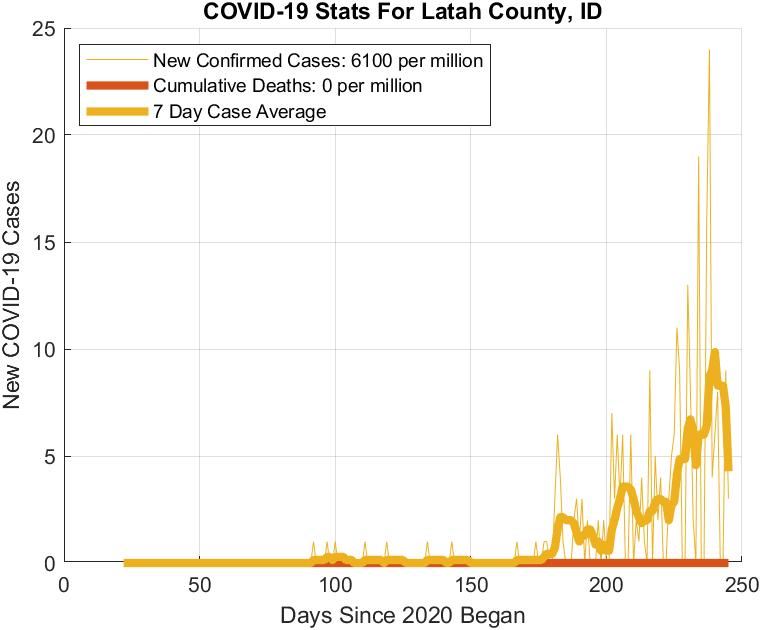 COVID-19 Stats For Latah County, ID
New Confirmed Cases: 6100 per million
Cumulative Deaths: 0 per million
7 Day Case Average
New COVID-19 Cases
25
20
15
10
5
0
0 50 100 150 200 250
Days Since 2020 Began